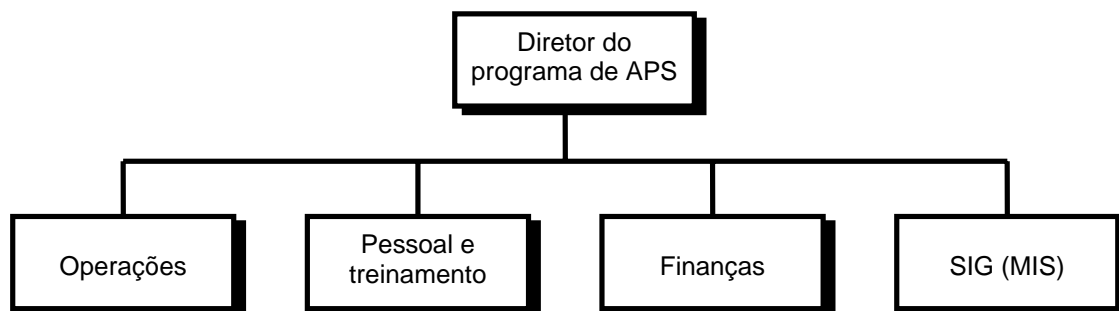 Diretor do
programa de APS
Operações
Pessoal e
treinamento
Finanças
SIG (MIS)